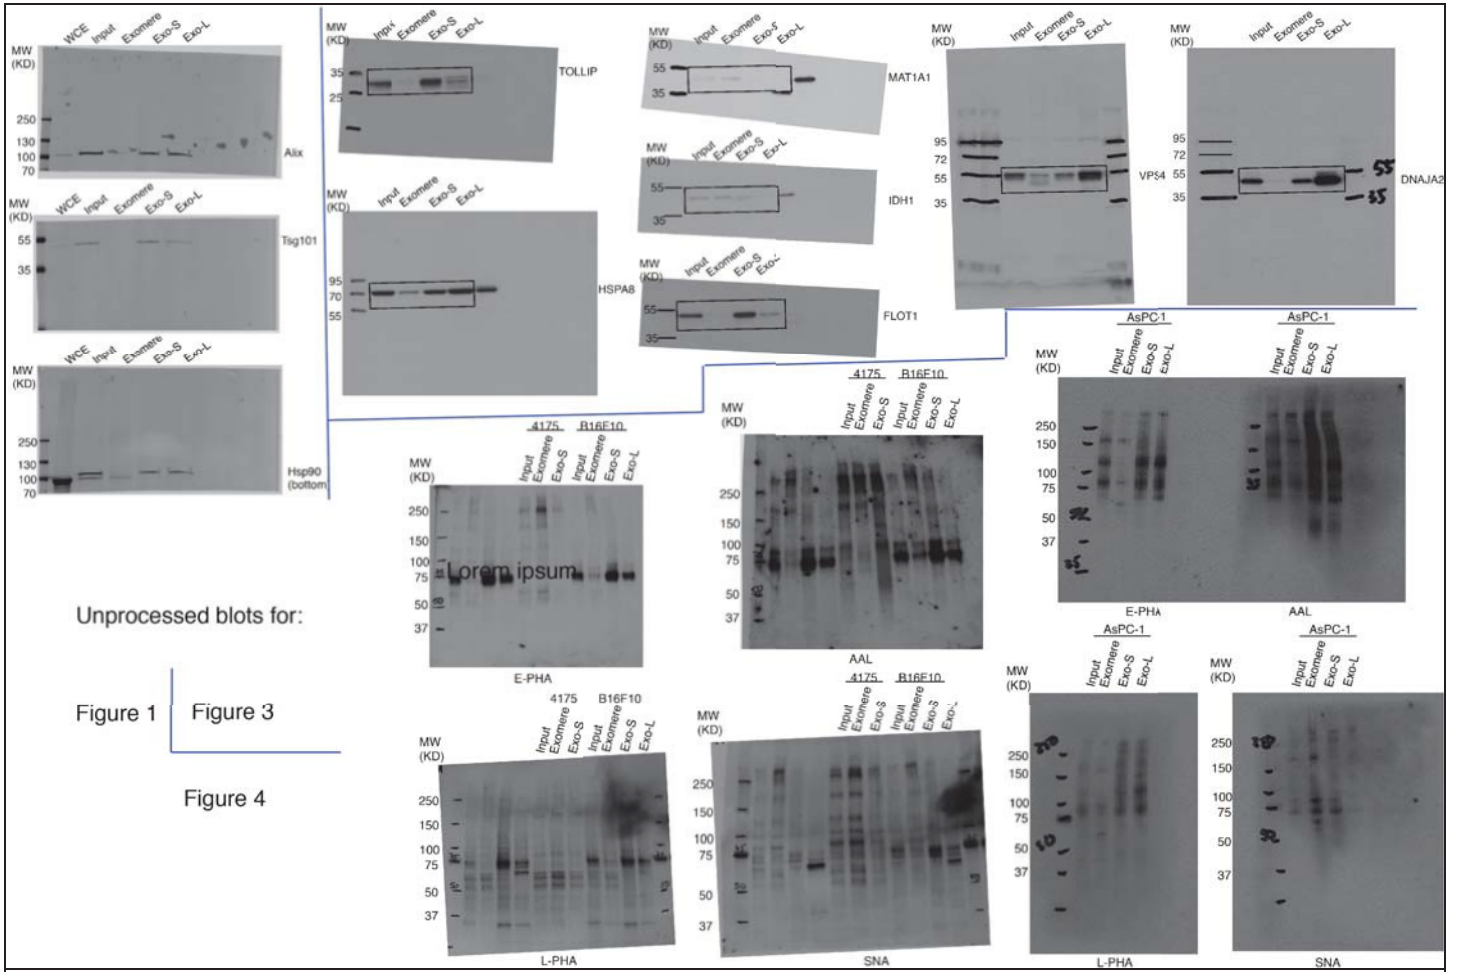 WCE Input Exomere Exo-S Exo-L
MW
(KD)
250
130
100
70
Alix
WCE Input Exomere Exo-S Exo-L
MW
(KD)
55
35
Tsg101
WCE Input Exomere Exo-S Exo-L
MW
(KD)
250
130
100
70
Hsp90
(bottom
MW
(KD)
Input Exomere Exo-S Exo-L
35
25
TOLLIP
MW
(KD)
Input Exomere Exo-S Exo-L
95
70
55
HSPA8
MW
(KD)
Input Exomere Exo-S Exo-L
55
35
MAT1A1
MW
(KD)
Input Exomere Exo-S Exo-L
55
35
IDH1
MW
(KD)
Input Exomere Exo-S Exo-L
55
35
FLOT1
MW
(KD)
Input Exomere Exo-S Exo-L
95
72
55
35
VPS4
MW
(KD)
Input Exomere Exo-S Exo-L
95
72
55
35
55
35
DNAJA2
Unprocessed blots for:
Figure 1
Figure 3
Figure 4
4175 B16F10
Input Exomere Exo-S Input Exomere Exo-S Exo-L
MW
(KD)
250
150
100
75
50
37
Lorem ipsum
E-PHA
4175 B16F10
Input Exomere Exo-S Input Exomere Exo-S Exo-L
MW
(KD)
250
150
100
75
50
37
AAL
AsPC-1 AsPC-1
Input Exomere Exo-S Exo-L Input Exomere Exo-S Exo-L
MW
(KD)
250
150
100
75
50
37
35
E-PHA AAL
4175 B16F10
Input Exomere Exo-S Input Exomere Exo-S Exo-L
MW
(KD)
250
150
100
75
50
37
50
L-PHA
4175 B16F10
Input Exomere Exo-S Input Exomere Exo-S Exo-L
MW
(KD)
250
150
100
75
50
37
50
SNA
AsPC-1
Input Exomere Exo-S Exo-L
MW
(KD)
250
150
100
75
50
37
250
50
L-PHA
AsPC-1
Input Exomere Exo-S Exo-L
MW
(KD)
250
150
100
75
50
37
250
50
SNA